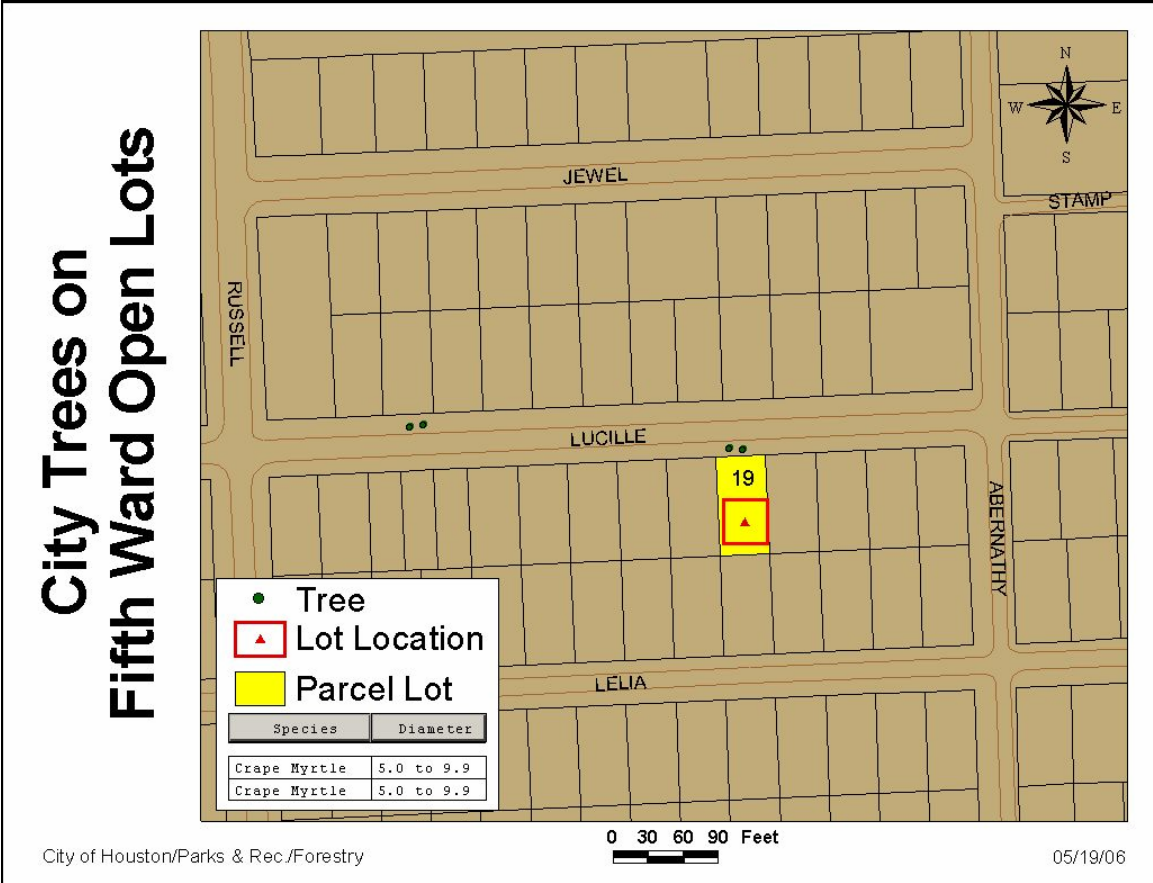 City Trees on
Fifth Ward Open Lots
N
W E
S
JEWEL
STAMP
RUSSELL
LUCILLE
19
ABERNATHY
Tree
Lot Location
Parcel Lot
LELIA
Species Diameter
Crape Myrtle 5.0 to 9.9
Crape Myrtle 5.0 to 9.9
0 30 60 90 Feet
City of Houston/Parks & Rec./Forestry
05/19/06